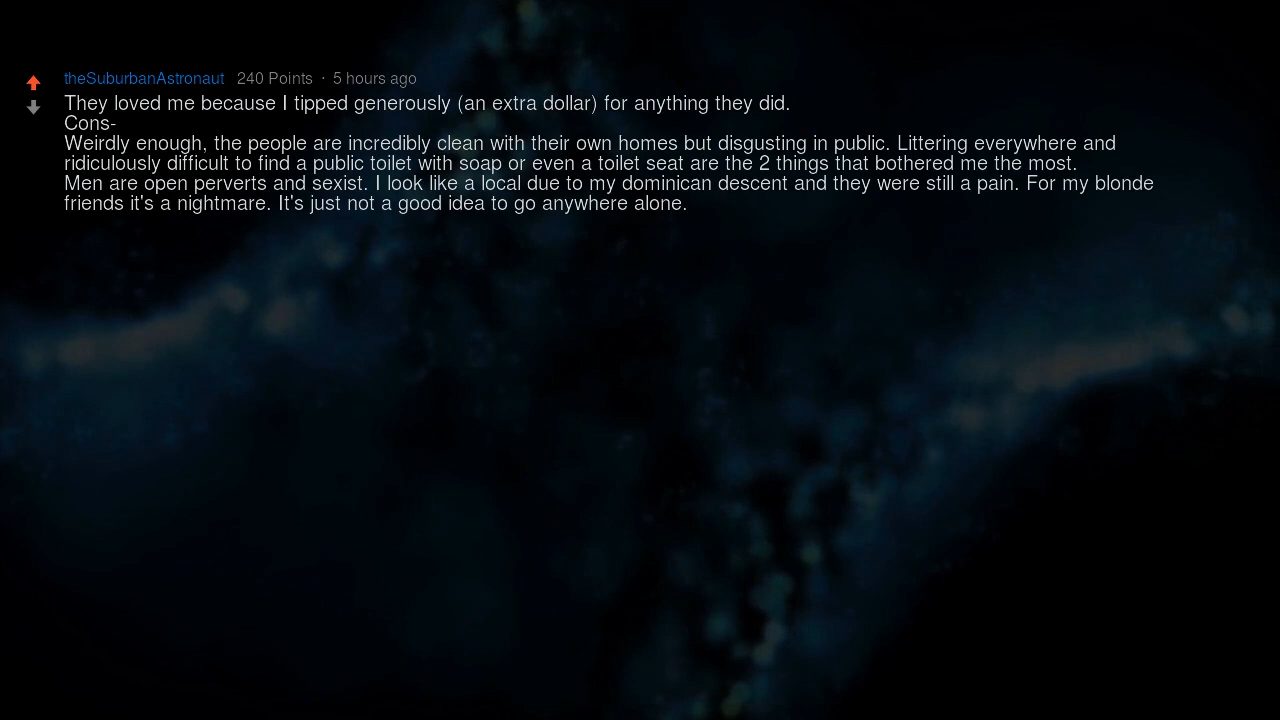 theSuburbanAstronaut 240 Points · 5 hours ago
They loved me because I tipped generously (an extra dollar) for anything they did.
Cons-
Weirdly enough, the people are incredibly clean with their own homes but disgusting in public. Littering everywhere and
ridiculously difficult to find a public toilet with soap or even a toilet seat are the 2 things that bothered me the most.
Men are open perverts and sexist. I look like a local due to my dominican descent and they were still a pain. For my blonde
friends it's a nightmare. It's just not a good idea to go anywhere alone.